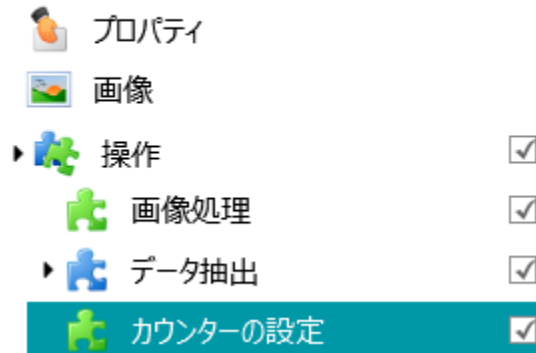 プロパティ
画像
操作
画像処理
データ抽出
カウンターの設定